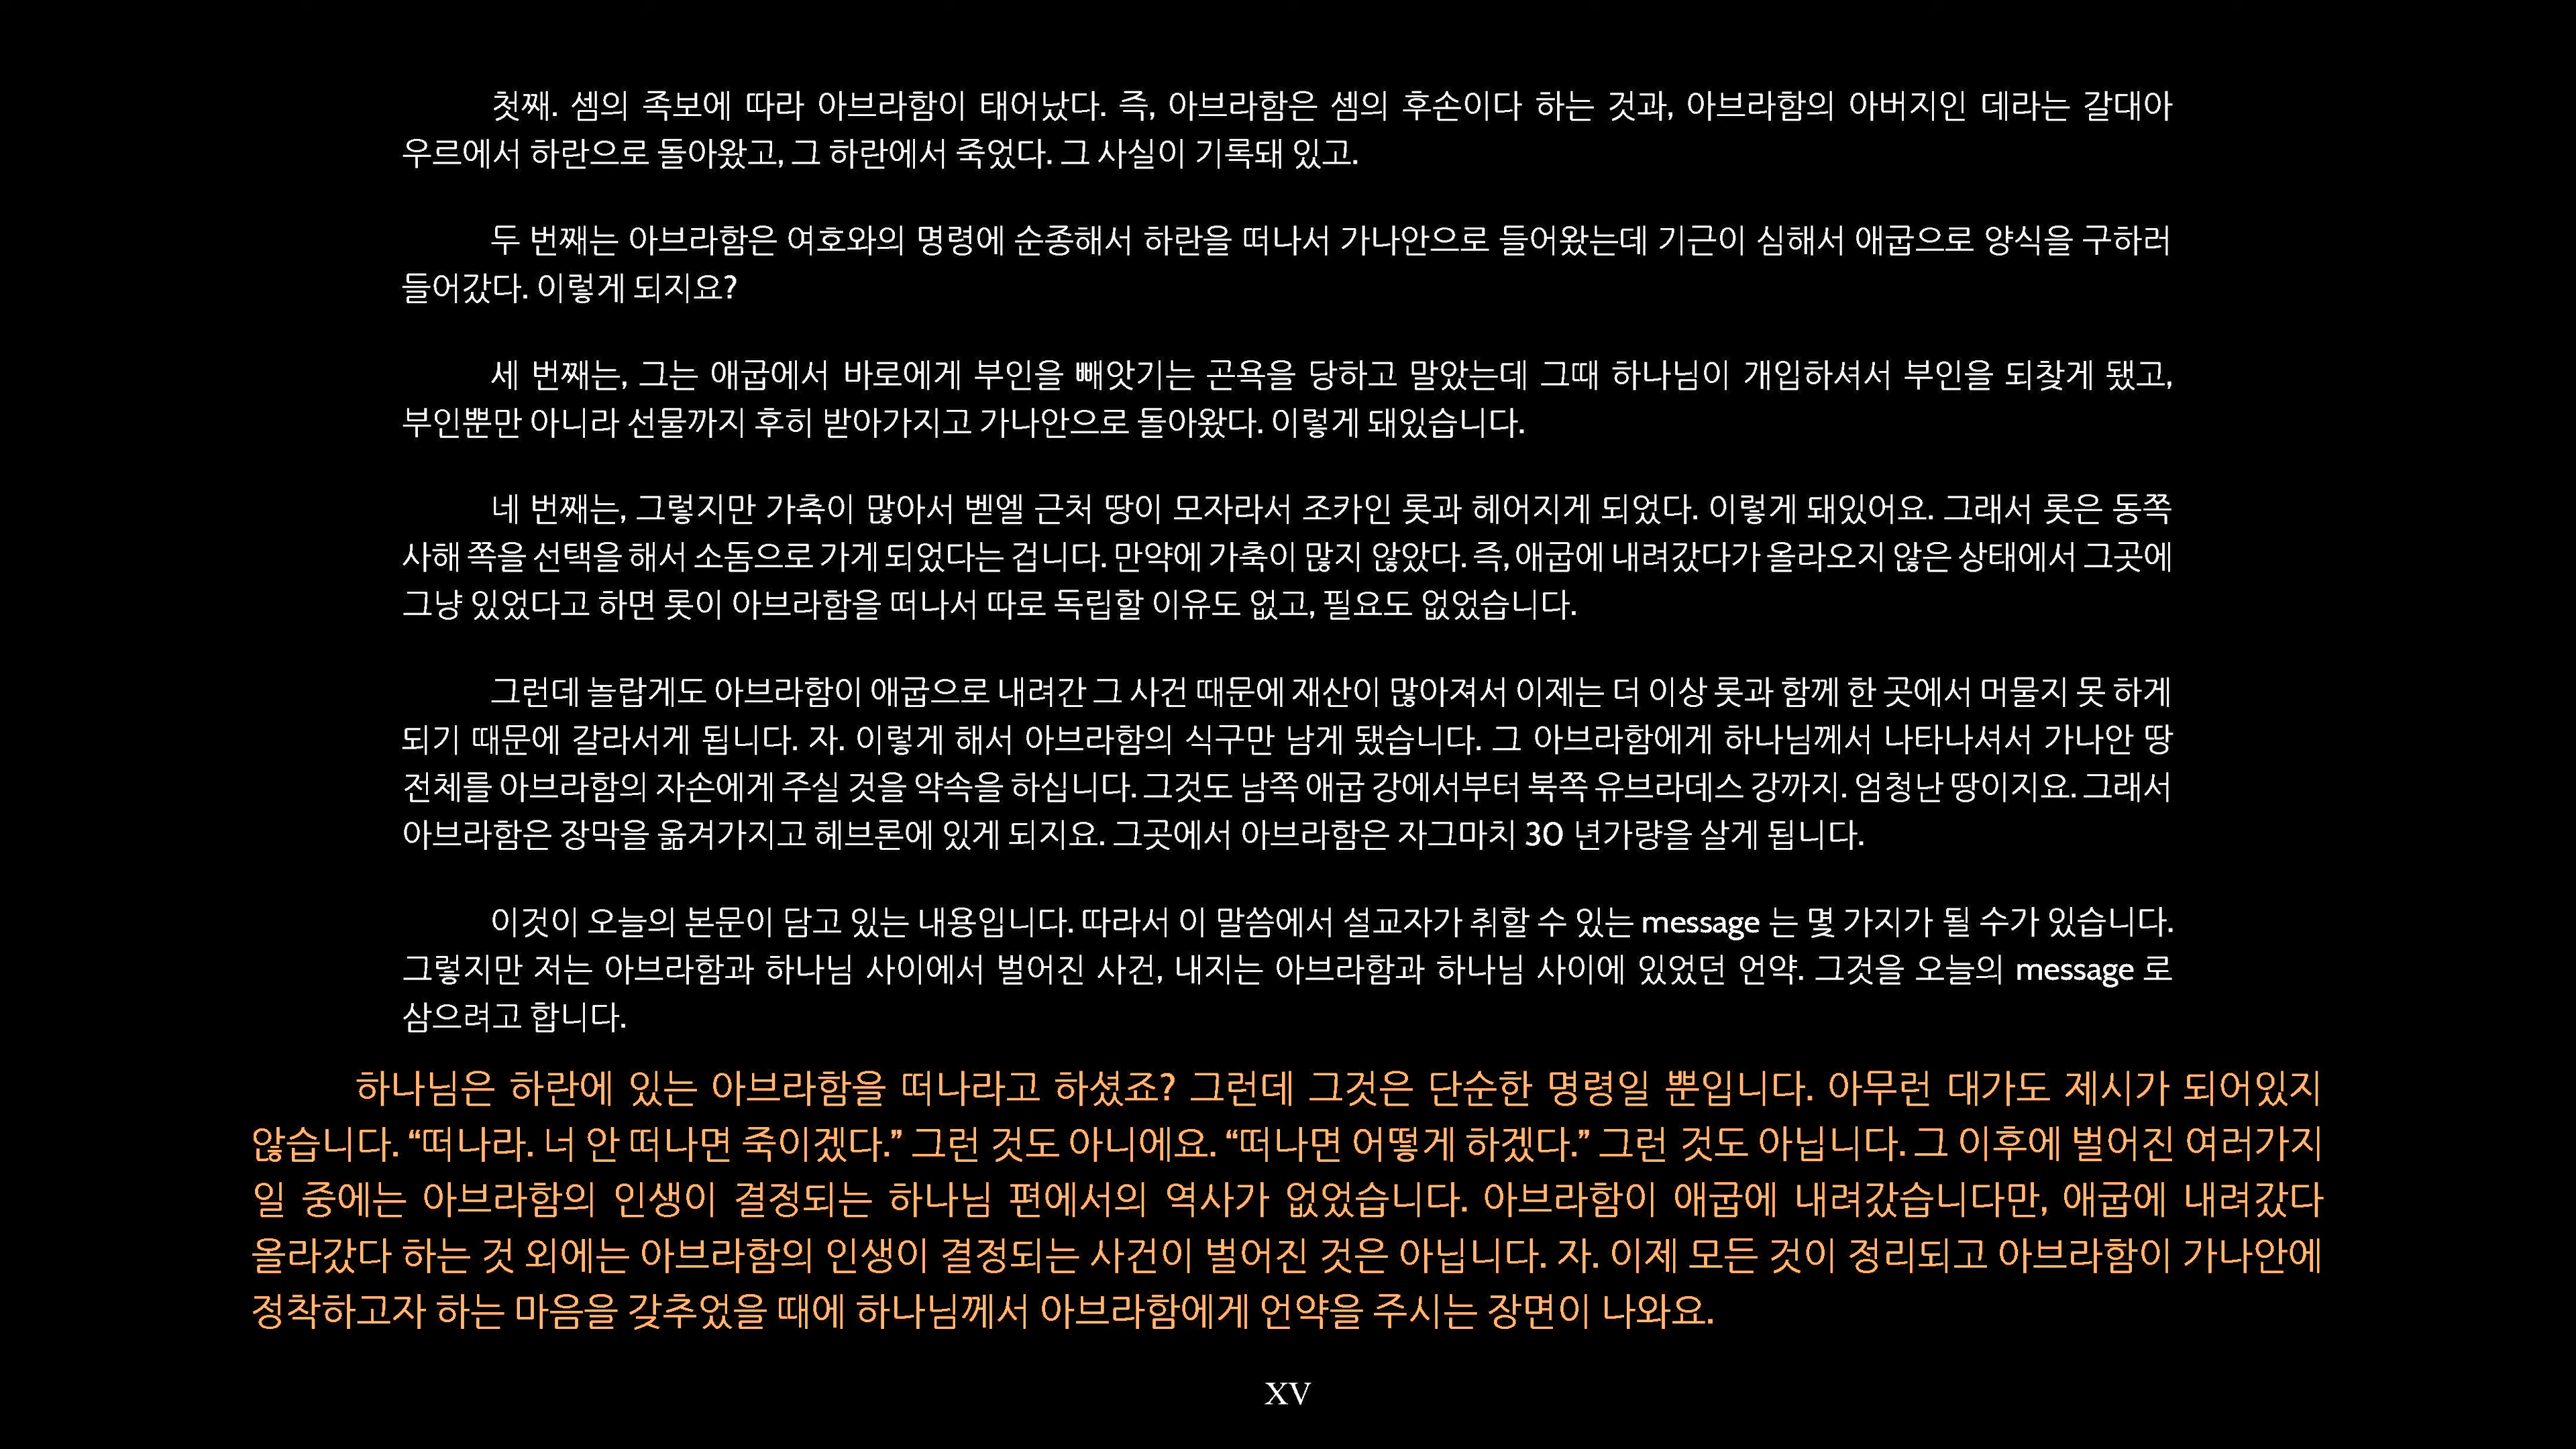 첫째. 셈의 족보에 따라 아브라함이 태어났다. 즉, 아브라함은 셈의 후손이다 하는 것과, 아브라함의 아버지인 데라는 갈대아
우르에서 하란으로 돌아왔고, 그 하란에서 죽었다. 그 사실이 기록돼 있고.
두 번째는 아브라함은 여호와의 명령에 순종해서 하란을 떠나서 가나안으로 들어왔는데 기근이 심해서 애굽으로 양식을 구하러
들어갔다. 이렇게 되지요?
세 번째는, 그는 애굽에서 바로에게 부인을 빼앗기는 곤욕을 당하고 말았는데 그때 하나님이 개입하셔서 부인을 되찾게 됐고,
부인뿐만 아니라 선물까지 후히 받아가지고 가나안으로 돌아왔다. 이렇게 돼있습니다.
네 번째는, 그렇지만 가축이 많아서 벧엘 근처 땅이 모자라서 조카인 롯과 헤어지게 되었다. 이렇게 돼있어요. 그래서 롯은 동쪽
사해 쪽을 선택을 해서 소돔으로 가게 되었다는 겁니다. 만약에 가축이 많지 않았다. 즉, 애굽에 내려갔다가 올라오지 않은 상태에서 그곳에
그냥 있었다고 하면 롯이 아브라함을 떠나서 따로 독립할 이유도 없고, 필요도 없었습니다.
그런데 놀랍게도 아브라함이 애굽으로 내려간 그 사건 때문에 재산이 많아져서 이제는 더 이상 롯과 함께 한 곳에서 머물지 못 하게
되기 때문에 갈라서게 됩니다. 자. 이렇게 해서 아브라함의 식구만 남게 됐습니다. 그 아브라함에게 하나님께서 나타나셔서 가나안 땅
전체를 아브라함의 자손에게 주실 것을 약속을 하십니다. 그것도 남쪽 애굽 강에서부터 북쪽 유브라데스 강까지. 엄청난 땅이지요. 그래서
아브라함은 장막을 옮겨가지고 헤브론에 있게 되지요. 그곳에서 아브라함은 자그마치 30 년가량을 살게 됩니다.
이것이 오늘의 본문이 담고 있는 내용입니다. 따라서 이 말씀에서 설교자가 취할 수 있는 message 는 몇 가지가 될 수가 있습니다.
그렇지만 저는 아브라함과 하나님 사이에서 벌어진 사건, 내지는 아브라함과 하나님 사이에 있었던 언약. 그것을 오늘의 message 로
삼으려고 합니다.
하나님은 하란에 있는 아브라함을 떠나라고 하셨죠? 그런데 그것은 단순한 명령일 뿐입니다. 아무런 대가도 제시가 되어있지
않습니다. “떠나라. 너 안 떠나면 죽이겠다.” 그런 것도 아니에요. “떠나면 어떻게 하겠다.” 그런 것도 아닙니다. 그 이후에 벌어진 여러가지
일 중에는 아브라함의 인생이 결정되는 하나님 편에서의 역사가 없었습니다. 아브라함이 애굽에 내려갔습니다만, 애굽에 내려갔다
올라갔다 하는 것 외에는 아브라함의 인생이 결정되는 사건이 벌어진 것은 아닙니다. 자. 이제 모든 것이 정리되고 아브라함이 가나안에
정착하고자 하는 마음을 갖추었을 때에 하나님께서 아브라함에게 언약을 주시는 장면이 나와요.
XV